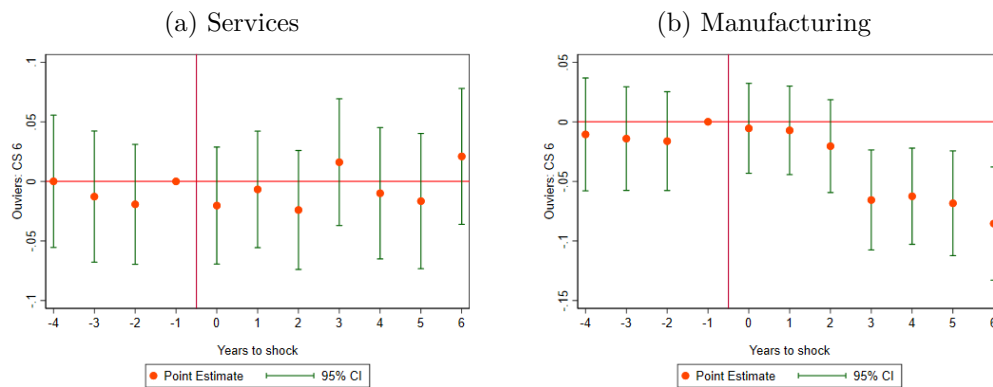 (a) Services
.1
.05
0
-.05
-.1
Ouviers: CS 6
-4 -3 -2 -1 0 1 2 3 4 5 6
Years to shock
Point Estimate 95% CI
(b) Manufacturing
.05
0
-.05
-.1
-.15
Ouviers: CS 6
-4 -3 -2 -1 0 1 2 3 4 5 6
Years to shock
Point Estimate 95% CI